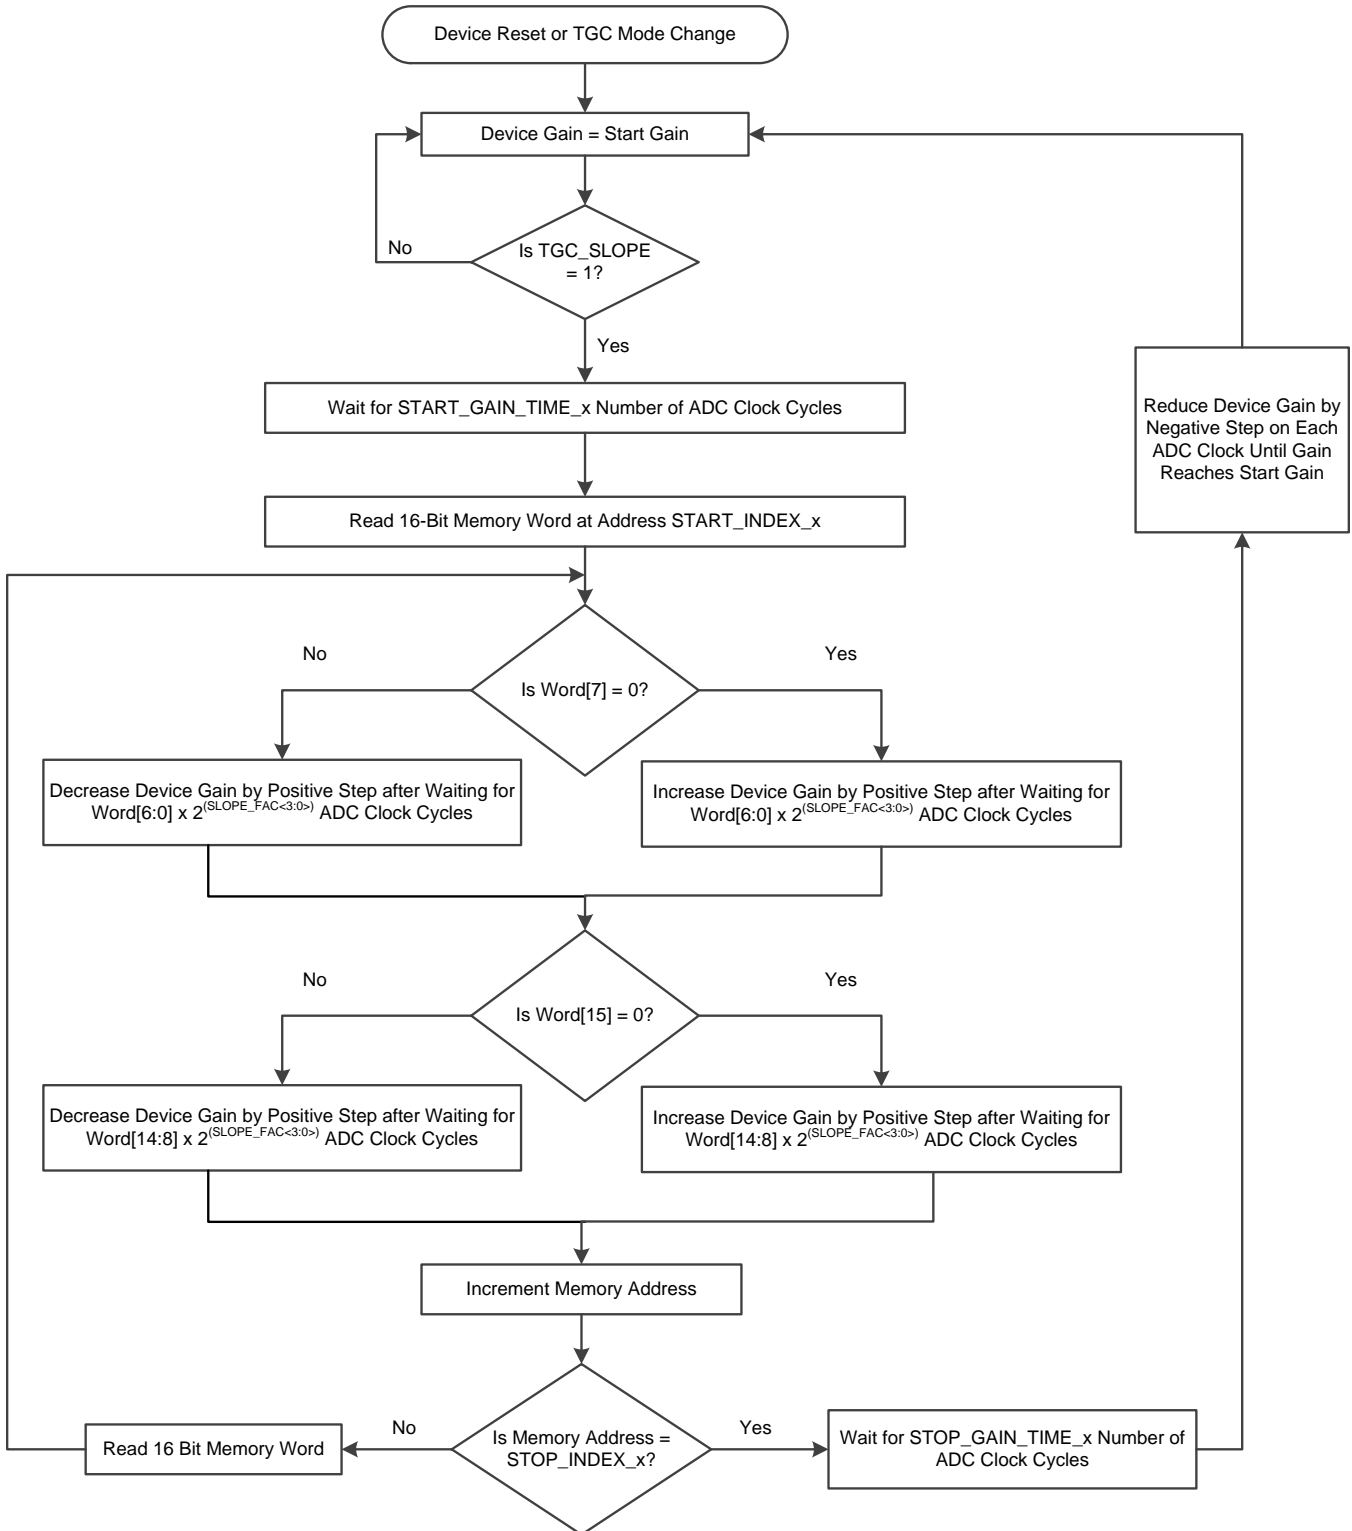 Device Reset or TGC Mode Change
Device Gain = Start Gain
No
Is TGC_SLOPE
= 1?
Yes
Wait for START_GAIN_TIME_x Number of ADC Clock Cycles
Reduce Device Gain by
Negative Step on Each
ADC Clock Until Gain
Reaches Start Gain
Read 16-Bit Memory Word at Address START_INDEX_x
No
Yes
Is Word[7] = 0?
Decrease Device Gain by Positive Step after Waiting for
Word[6:0] x 2(SLOPE_FAC<3:0>) ADC Clock Cycles
Increase Device Gain by Positive Step after Waiting for
Word[6:0] x 2(SLOPE_FAC<3:0>) ADC Clock Cycles
No
Yes
Is Word[15] = 0?
Decrease Device Gain by Positive Step after Waiting for
Word[14:8] x 2(SLOPE_FAC<3:0>) ADC Clock Cycles
Increase Device Gain by Positive Step after Waiting for
Word[14:8] x 2(SLOPE_FAC<3:0>) ADC Clock Cycles
Increment Memory Address
Read 16 Bit Memory Word
No
Is Memory Address =
STOP_INDEX_x?
Yes
Wait for STOP_GAIN_TIME_x Number of
ADC Clock Cycles